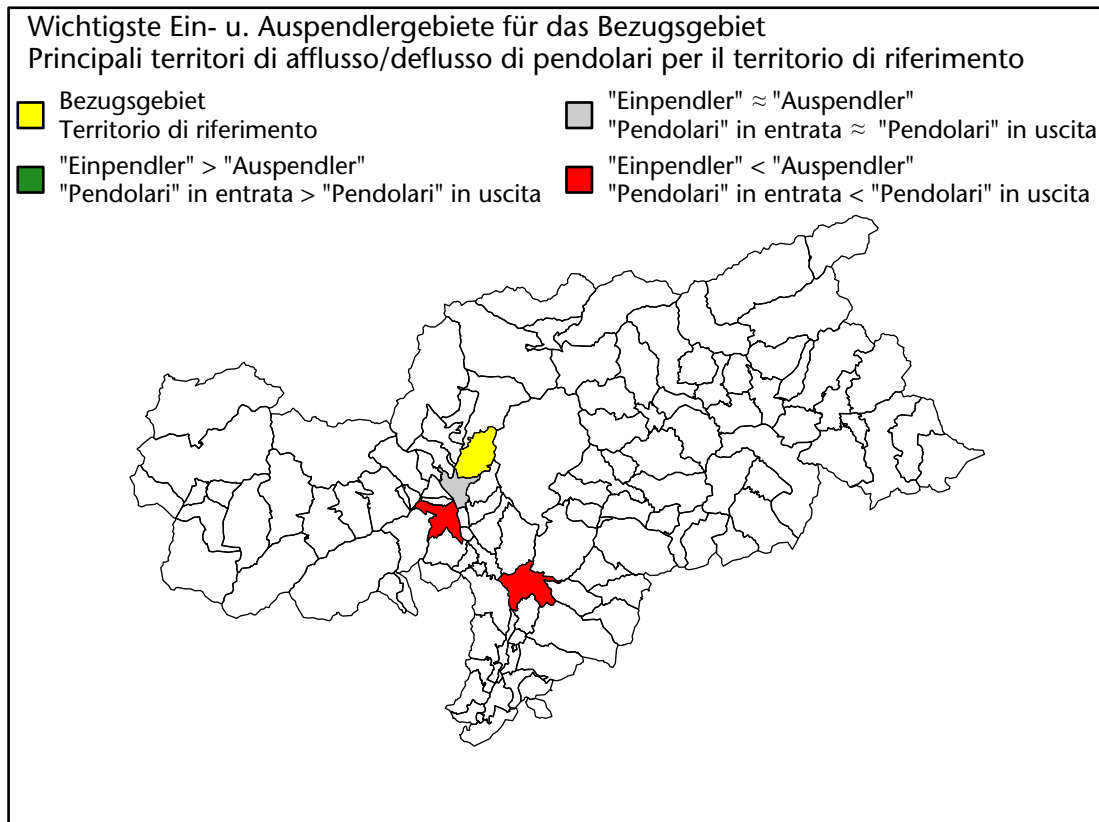 Wichtigste Ein- u. Auspendlergebiete für das Bezugsgebiet
Principali territori di afflusso/deflusso di pendolari per il territorio di riferimento
Bezugsgebiet
Territorio di riferimento
"Einpendler" > "Auspendler"
"Pendolari" in entrata > "Pendolari" in uscita
"Einpendler" ≈ "Auspendler"
"Pendolari" in entrata ≈ "Pendolari" in uscita
"Einpendler" < "Auspendler"
"Pendolari" in entrata < "Pendolari" in uscita